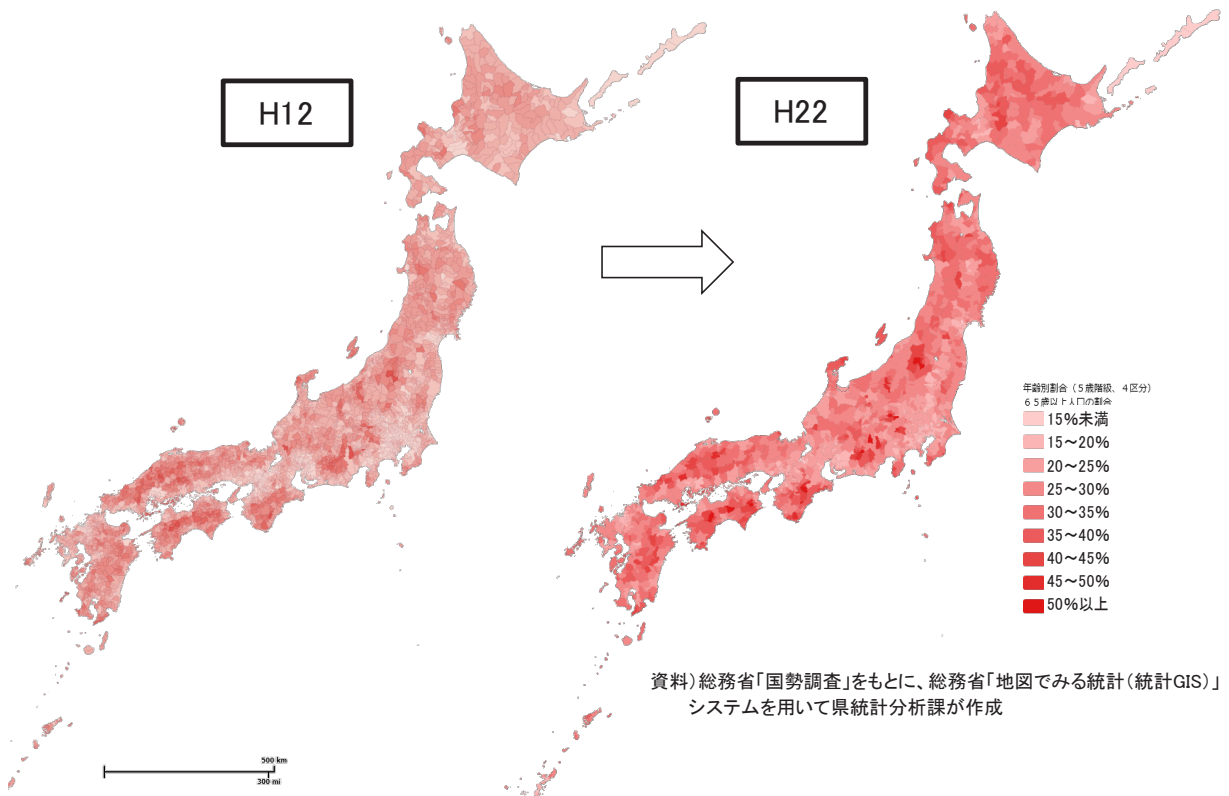 H12
H22
年齢別割合（５歳階級、４区分）
６５歳以上人口の割合
15%未満
15～20%
20～25%
25～30%
30～35%
35～40%
40～45%
45～50%
50%以上
資料）総務省「国勢調査」をもとに、総務省「地図でみる統計（統計GIS）」
システムを用いて県統計分析課が作成
500 km
300 mi